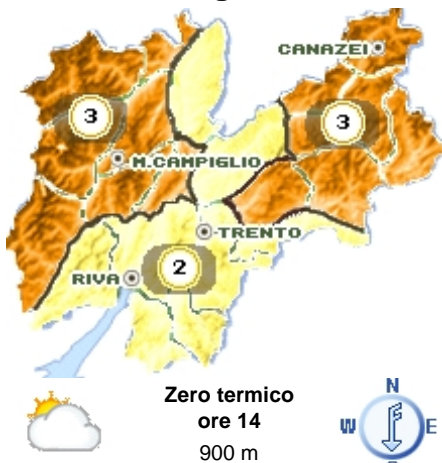 CANAZEI
3
3
M.CAMPIGLIO
TRENTO
RIVA
2
Zero termico
ore 14
900 m
N
W E